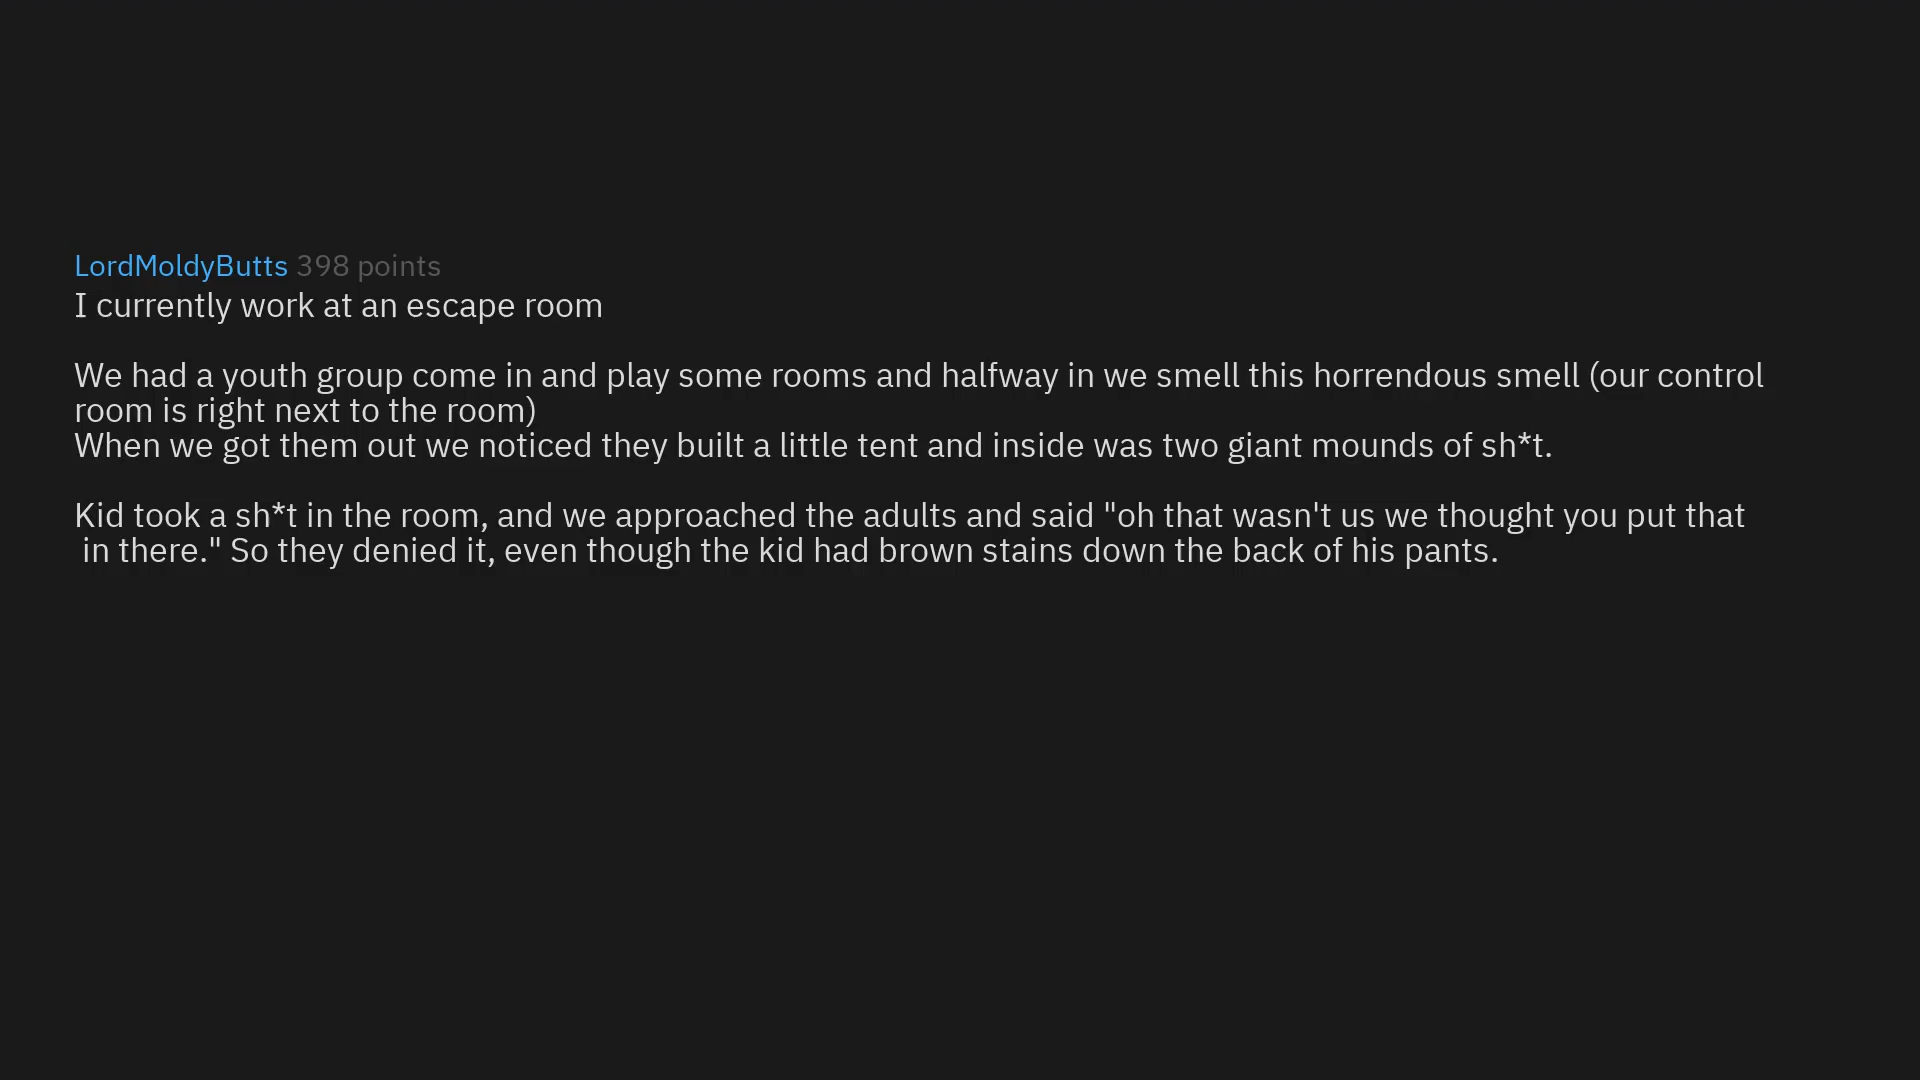 LordMoldyButts 398 points
I currently work at an escape room
We had a youth group come in and play some rooms and halfway in we smell this horrendous smell (our control
room is right next to the room)
When we got them out we noticed they built a little tent and inside was two giant mounds of sh*t.
Kid took a sh*t in the room, and we approached the adults and said "oh that wasn't us we thought you put that
in there." So they denied it, even though the kid had brown stains down the back of his pants.